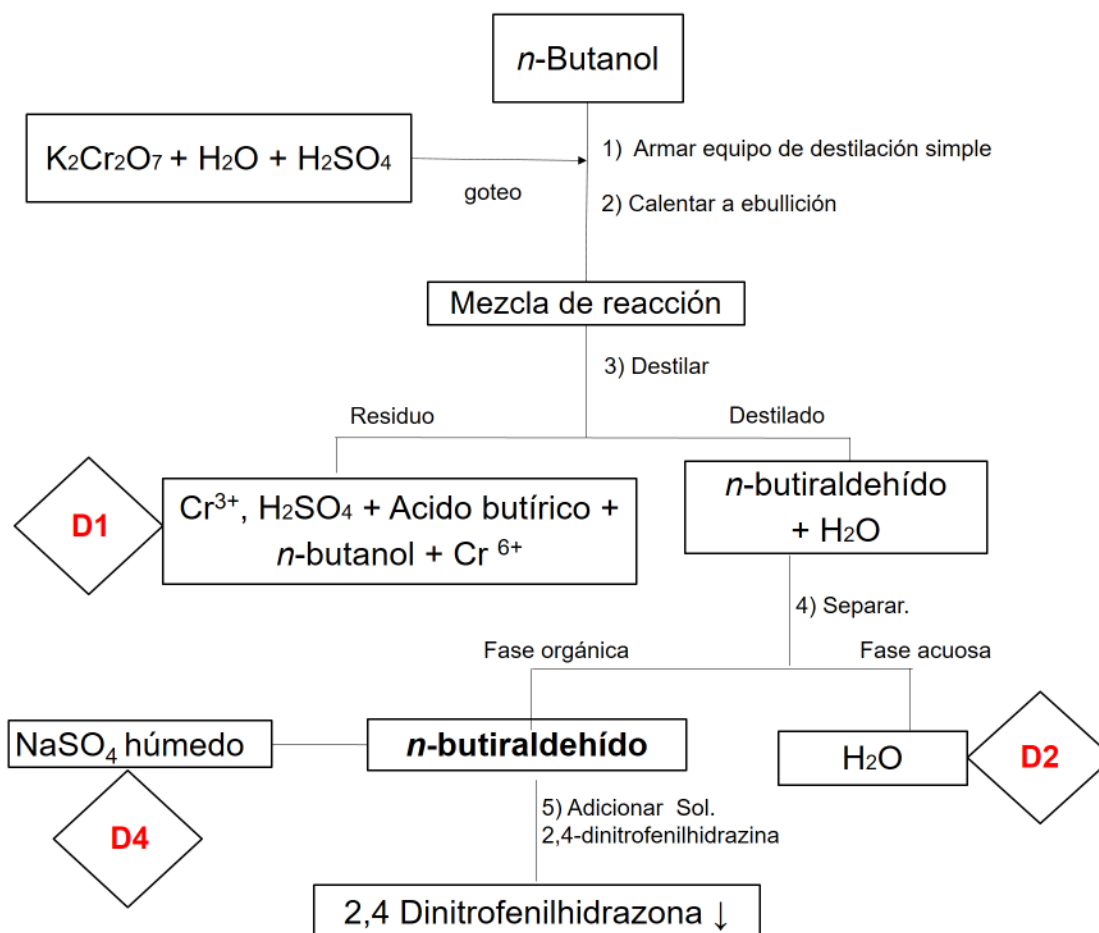 n-Butanol
K₂Cr₂O₇ + H₂O + H₂SO₄
goteo
1) Armar equipo de destilación simple
2) Calentar a ebullición
Mezcla de reacción
3) Destilar
Residuo
Destilado
D1
Cr³⁺, H₂SO₄ + Acido butírico +
n-butanol + Cr ⁶⁺
n-butiraldehído
+ H₂O
4) Separar.
Fase orgánica
Fase acuosa
NaSO₄ húmedo
n-butiraldehído
H₂O
D2
D4
5) Adicionar Sol.
2,4-dinitrofenilhidrazina
2,4 Dinitrofenilhidrazona ↓